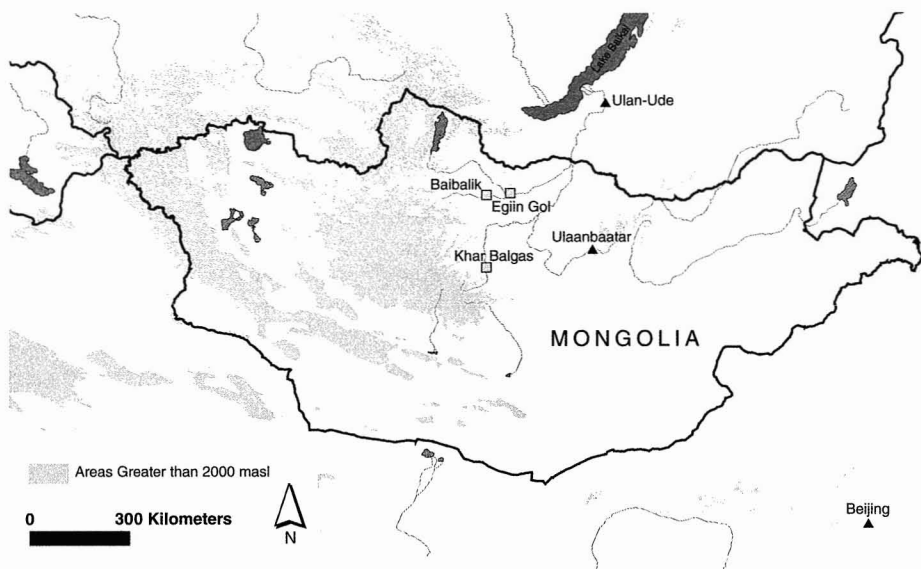 Lake Baikal
Ulan-Ude
Baibalik
Egiin Gol
Ulaanbaatar
Khar Balgas
MONGOLIA
Areas Greater than 2000 masl
0 300 Kilometers
N
Beijing